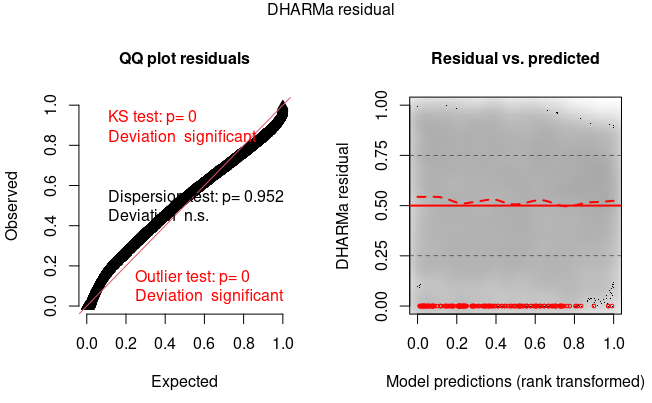 DHARMa residual
QQ plot residuals
KS test: p= 0
Deviation significant
Dispersion test: p= 0.952
Deviation n.s.
Outlier test: p= 0
Deviation significant
Observed
0.0 0.2 0.4 0.6 0.8 1.0
0.0 0.2 0.4 0.6 0.8 1.0
Expected
Residual vs. predicted
DHARMa residual
0.00 0.25 0.50 0.75 1.00
0.0 0.2 0.4 0.6 0.8 1.0
Model predictions (rank transformed)